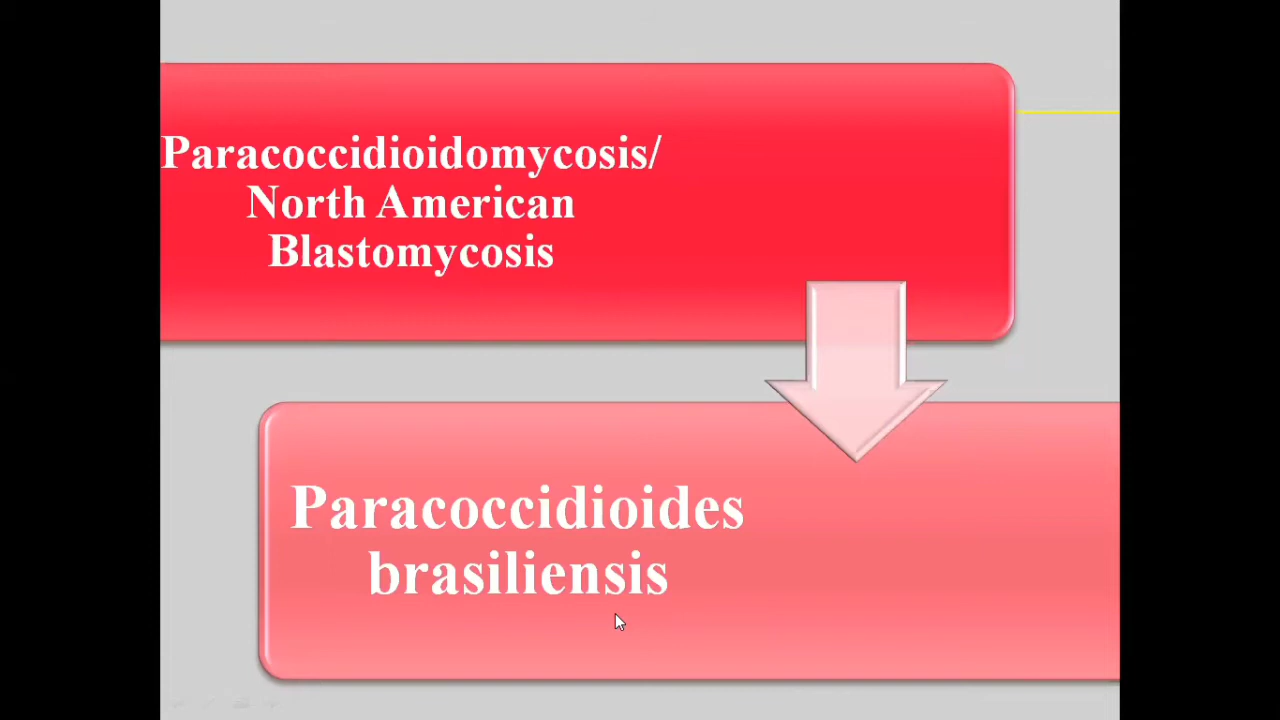 Paracoccidioidomycosis/
North American
Blastomycosis
Paracoccidioides
brasiliensis